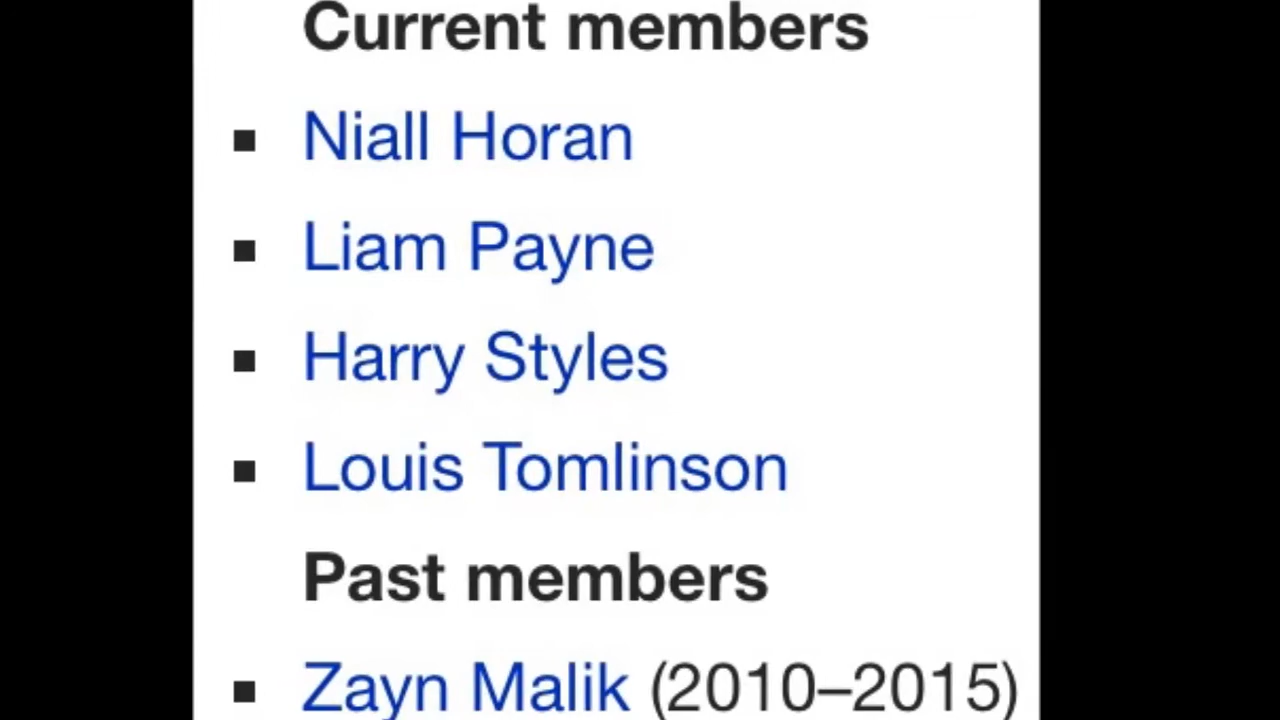 Current members
▪ Niall Horan
▪ Liam Payne
▪ Harry Styles
▪ Louis Tomlinson
Past members
▪ Zayn Malik (2010–2015)